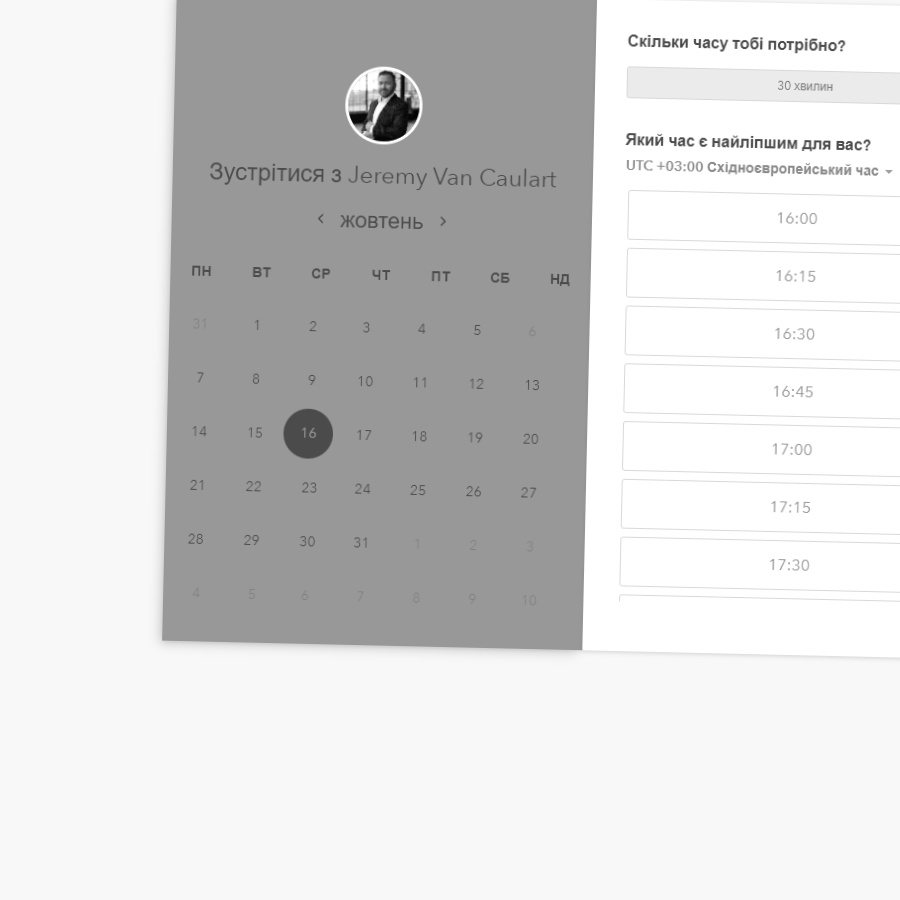 Зустрітися з Jeremy Van Caulart
жовтень
ПН ВТ СР ЧТ ПТ СБ НД
31 1 2 3 4 5 6
7 8 9 10 11 12 13
14 15 16 17 18 19 20
21 22 23 24 25 26 27
28 29 30 31 1 2 3
4 5 6 7 8 9 10
Скільки часу тобі потрібно?
30 хвилин
Який час є найліпшим для вас?
UTC +03:00 Східноєвропейський час
16:00
16:15
16:30
16:45
17:00
17:15
17:30